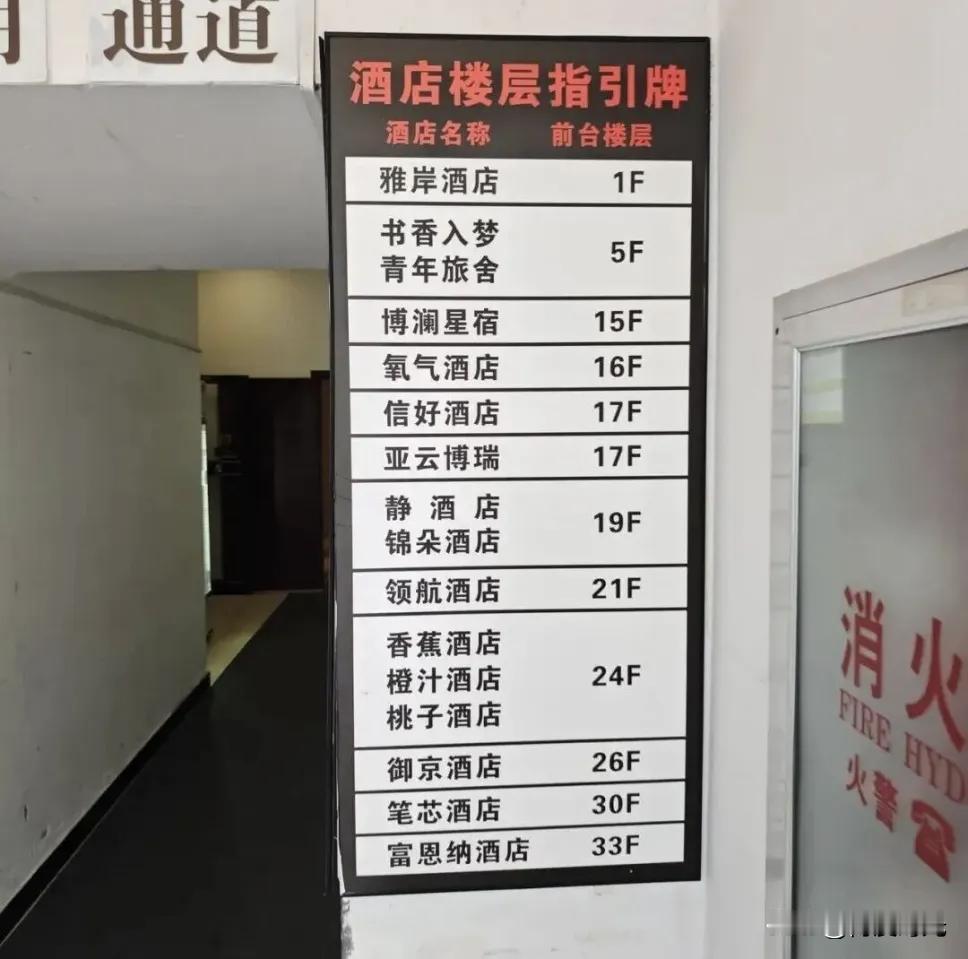 通道
酒店楼层指引牌
酒店名称 前台楼层
雅岸酒店 1F
书香入梦
青年旅舍 5F
博澜星宿 15F
氧气酒店 16F
信好酒店 17F
亚云博瑞 17F
静酒店
锦朵酒店 19F
领航酒店 21F
香蕉酒店
橙汁酒店 24F
桃子酒店
御京酒店 26F
笔芯酒店 30F
富恩纳酒店 33F
消火
FIRE HYD
火警